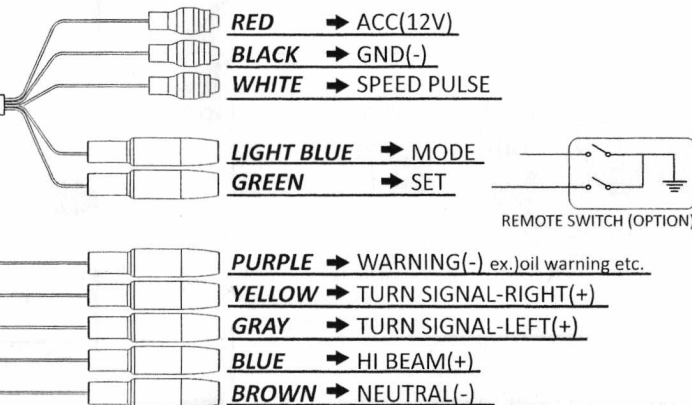 RED ➔ ACC(12V)
BLACK ➔ GND(-)
WHITE ➔ SPEED PULSE
LIGHT BLUE ➔ MODE
GREEN ➔ SET
REMOTE SWITCH (OPTION)
PURPLE ➔ WARNING(-) ex.)oil warning etc.
YELLOW ➔ TURN SIGNAL-RIGHT(+)
GRAY ➔ TURN SIGNAL-LEFT(+)
BLUE ➔ HI BEAM(+)
BROWN ➔ NEUTRAL(-)